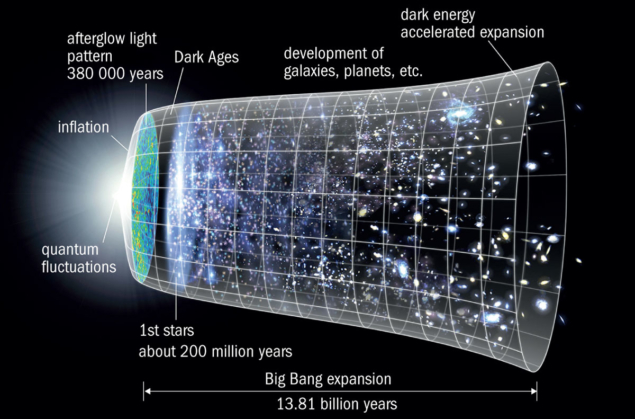 dark energy
accelerated expansion
afterglow light
pattern
380 000 years
Dark Ages
development of
galaxies, planets, etc.
inflation
quantum
fluctuations
1st stars
about 200 million years
Big Bang expansion
13.81 billion years